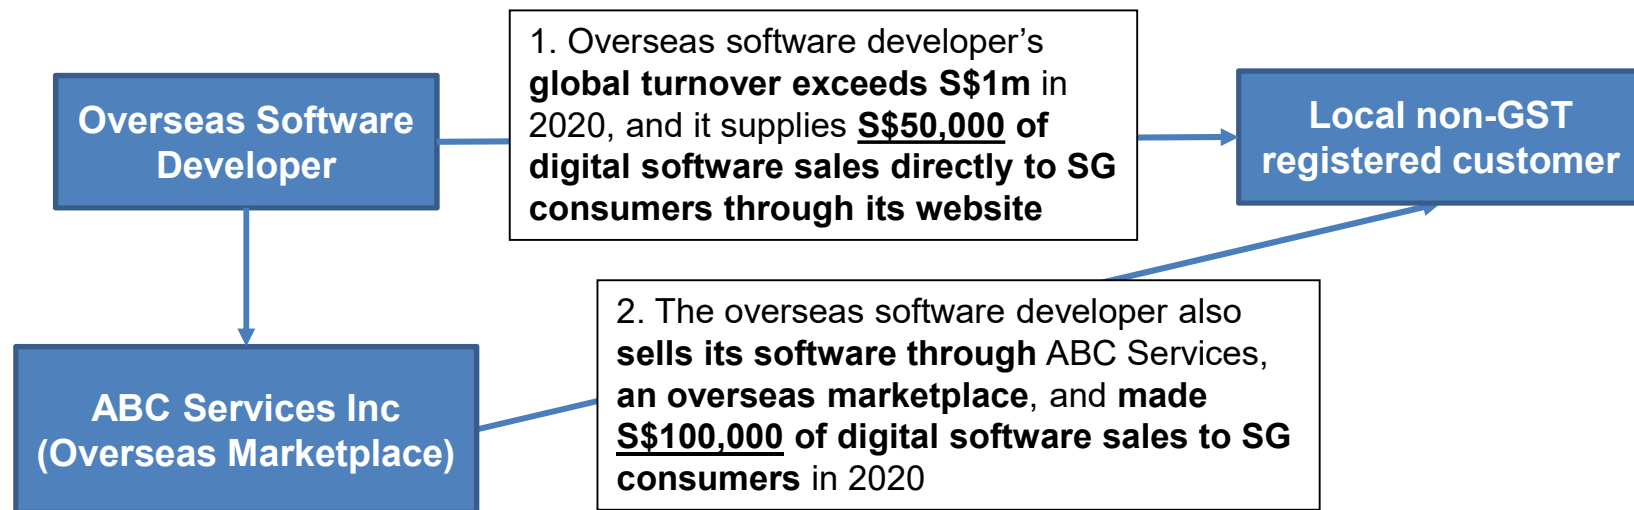 Overseas Software
Developer
1. Overseas software developer’s
global turnover exceeds S$1m in
2020, and it supplies S$50,000 of
digital software sales directly to SG
consumers through its website
Local non-GST
registered customer
ABC Services Inc
(Overseas Marketplace)
2. The overseas software developer also
sells its software through ABC Services,
an overseas marketplace, and made
S$100,000 of digital software sales to SG
consumers in 2020